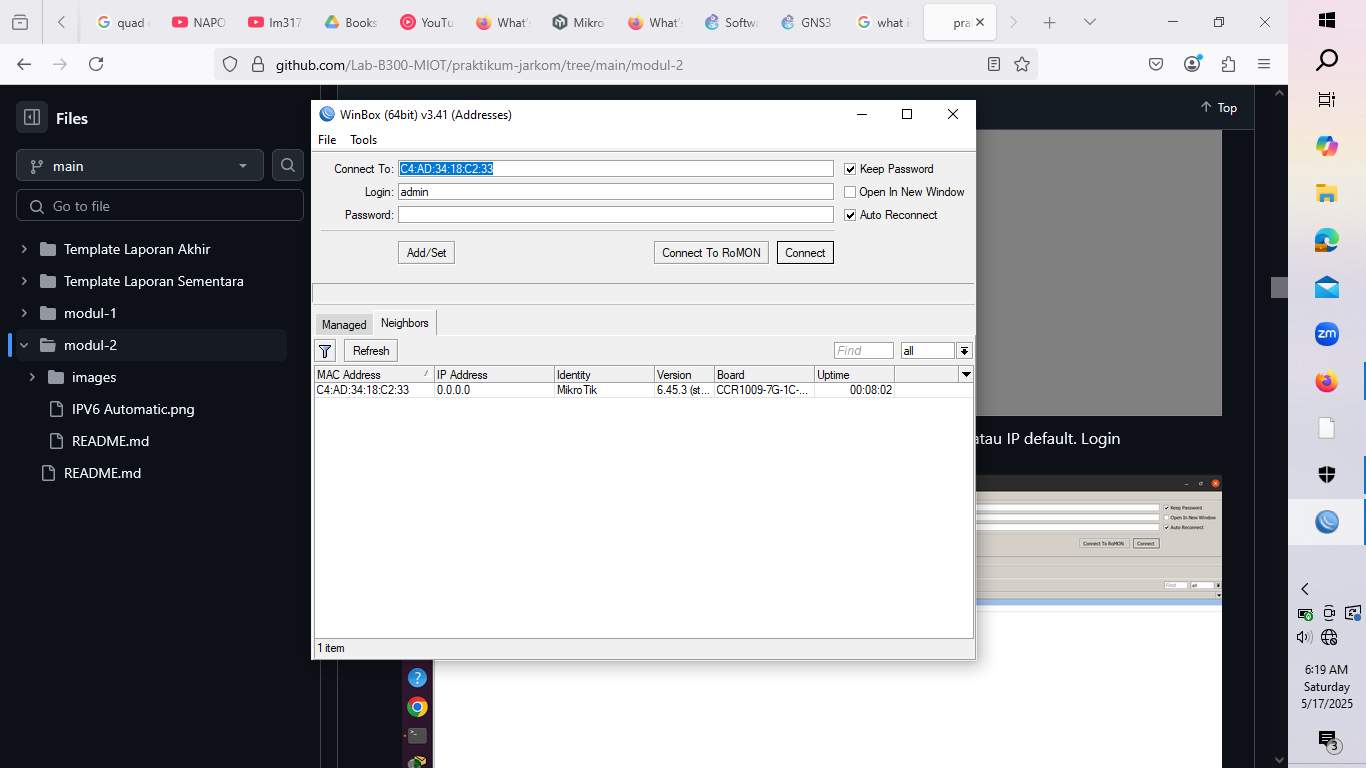 quad
NAPO
Im317
Books
YouTu
What'
Mikro
What'
Softwa
GNS3
what i
pra
github.com/Lab-B300-MIOT/praktikum-jarkom/tree/main/modul-2
Files
main
Go to file
Template Laporan Akhir
Template Laporan Sementara
modul-1
modul-2
images
IPV6 Automatic.png
README.md
README.md
Top
WinBox (64bit) v3.41 (Addresses)
File Tools
Connect To: C4:AD:34:18:C2:33 Keep Password
Login: admin Open In New Window
Password: Auto Reconnect
Add/Set Connect To RoMON Connect
Managed Neighbors
Refresh Find all
MAC Address IP Address Identity Version Board Uptime
C4:AD:34:18:C2:33 0.0.0.0 MikroTik 6.45.3 (st... CCR1009-7G-1C-... 00:08:02
1 item
atau IP default. Login
Keep Password
Open In New Window
Auto Reconnect
Connect To RoMON Connect
Find all
zm
6:19 AM
Saturday
5/17/2025
3